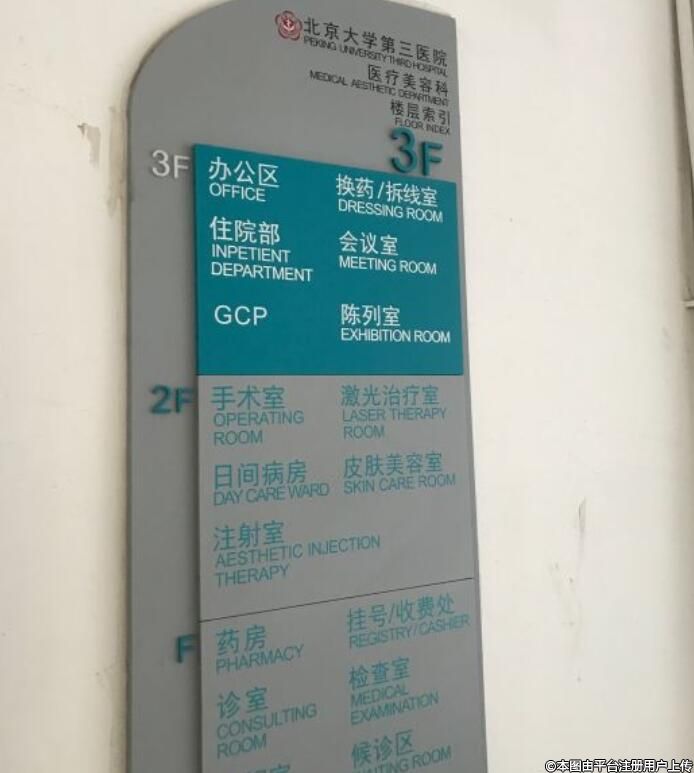 北京大学第三医院
PEKING UNIVERSITY THIRD HOSPITAL
医疗美容科
MEDICAL AESTHETIC DEPARTMENT
楼层索引
FLOOR INDEX
3F
3F
办公区
OFFICE
换药/拆线室
DRESSING ROOM
住院部
INPETIENT
DEPARTMENT
会议室
MEETING ROOM
GCP
陈列室
EXHIBITION ROOM
2F
手术室
OPERATING
ROOM
激光治疗室
LASER THERAPY
ROOM
日间病房
DAY CARE WARD
皮肤美容室
SKIN CARE ROOM
注射室
AESTHETIC INJECTION
THERAPY
F
药房
PHARMACY
挂号/收费处
REGISTRY/CASHIER
诊室
CONSULTING
ROOM
检查室
MEDICAL
EXAMINATION
候诊区
ROOM
©本图由平台注册用户上传